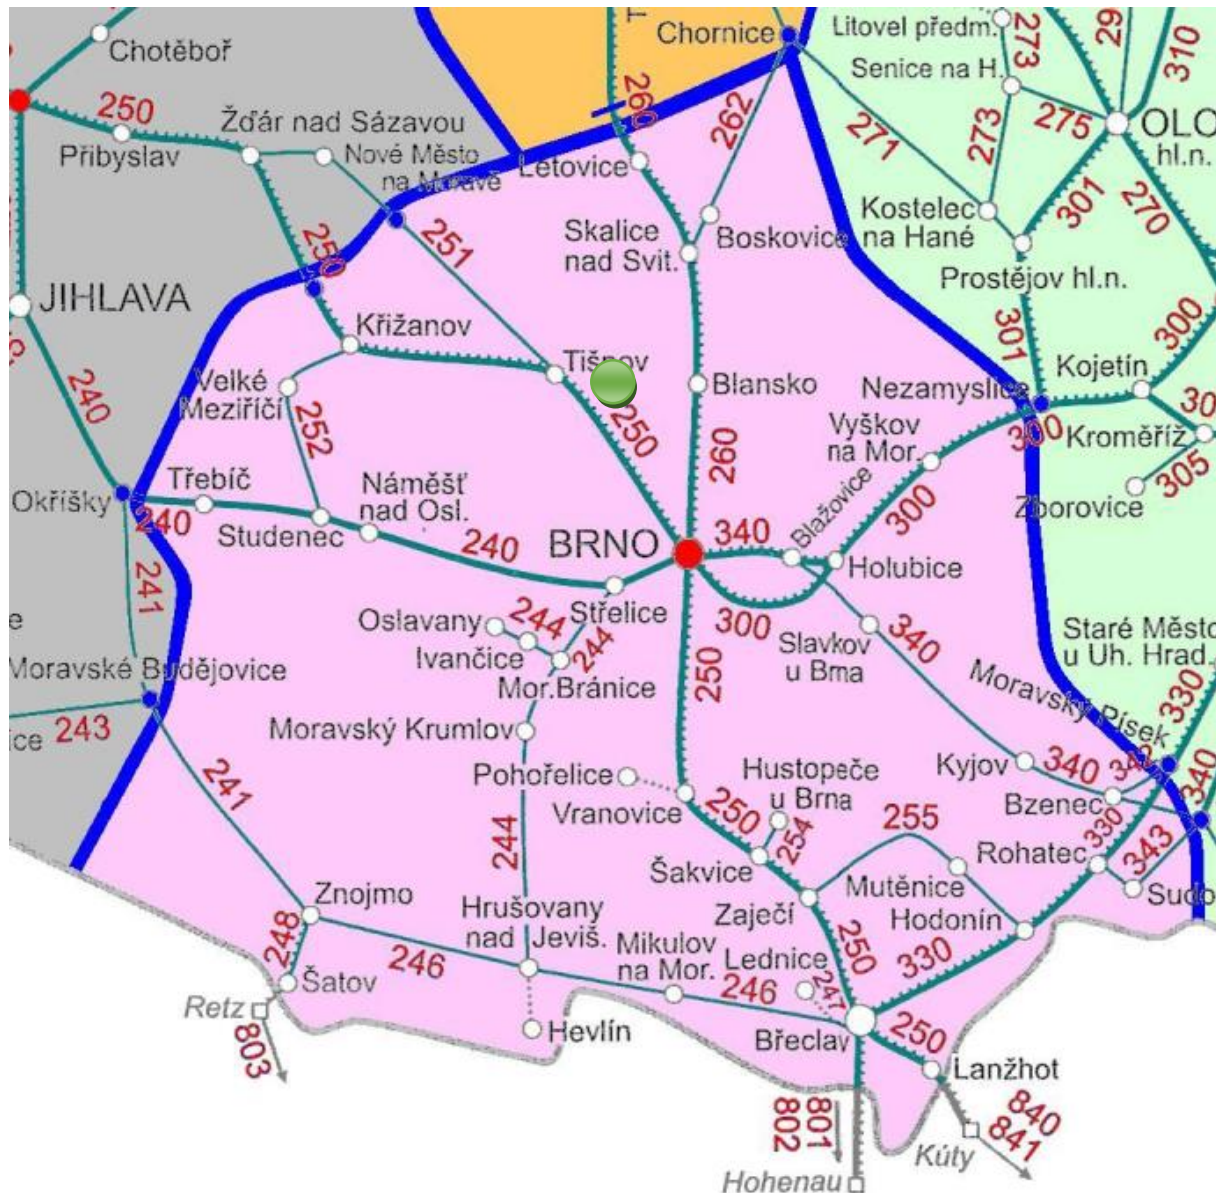 Chotěboř
250
Přibyslav
Žďár nad Sázavou
Nové Město
na Moravě
JIHLAVA
240
Okříšky
260
Chornice
Letovice
262
Skalice
nad Svit.
Boskovice
271
Litovel předm.
273
29
310
Senice na H.
273
275
OLO
hl.n.
301
270
Kostelec
na Hané
Prostějov hl.n.
301
300
Kojetín
30
Kroměříž
305
Zborovice
251
250
Křižanov
Velké
Meziříčí
252
250
Blansko
260
Nezamyslice
300
Vyškov
na Mor.
300
Blažovice
Třebíč
240
Studenec
Náměšť
nad Osl.
240
BRNO
340
Holubice
300
Střelice
Slavkov
u Brna
340
241
Oslavany
244
Ivančice
244
Mor.Bránice
250
Staré Město
u Uh. Hrad.
330
Moravský Písek
Moravské Budějovice
243
ice
e
241
Moravský Krumlov
244
Pohořelice
Vranovice
250
Hustopeče
u Brna
254
Šakvice
255
Kyjov
340
Bzenec
340
Rohatec
330
343
Sudo
Mutěnice
Zaječí
Hodonín
Znojmo
248
246
Šatov
Retz
803
Hrušovany
nad Jeviš.
Hevlín
Mikulov
na Mor.
246
Lednice
247
250
330
Břeclav
250
Lanžhot
801
802
840
841
Kúty
Hohenau